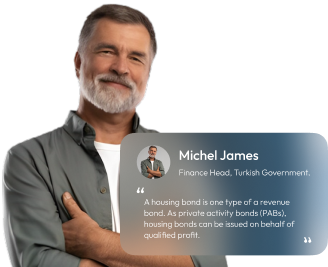 Michel James
Finance Head, Turkish Government.
“
A housing bond is one type of a revenue
bond. As private activity bonds (PABs),
housing bonds can be issued on behalf of
qualified profit.
”